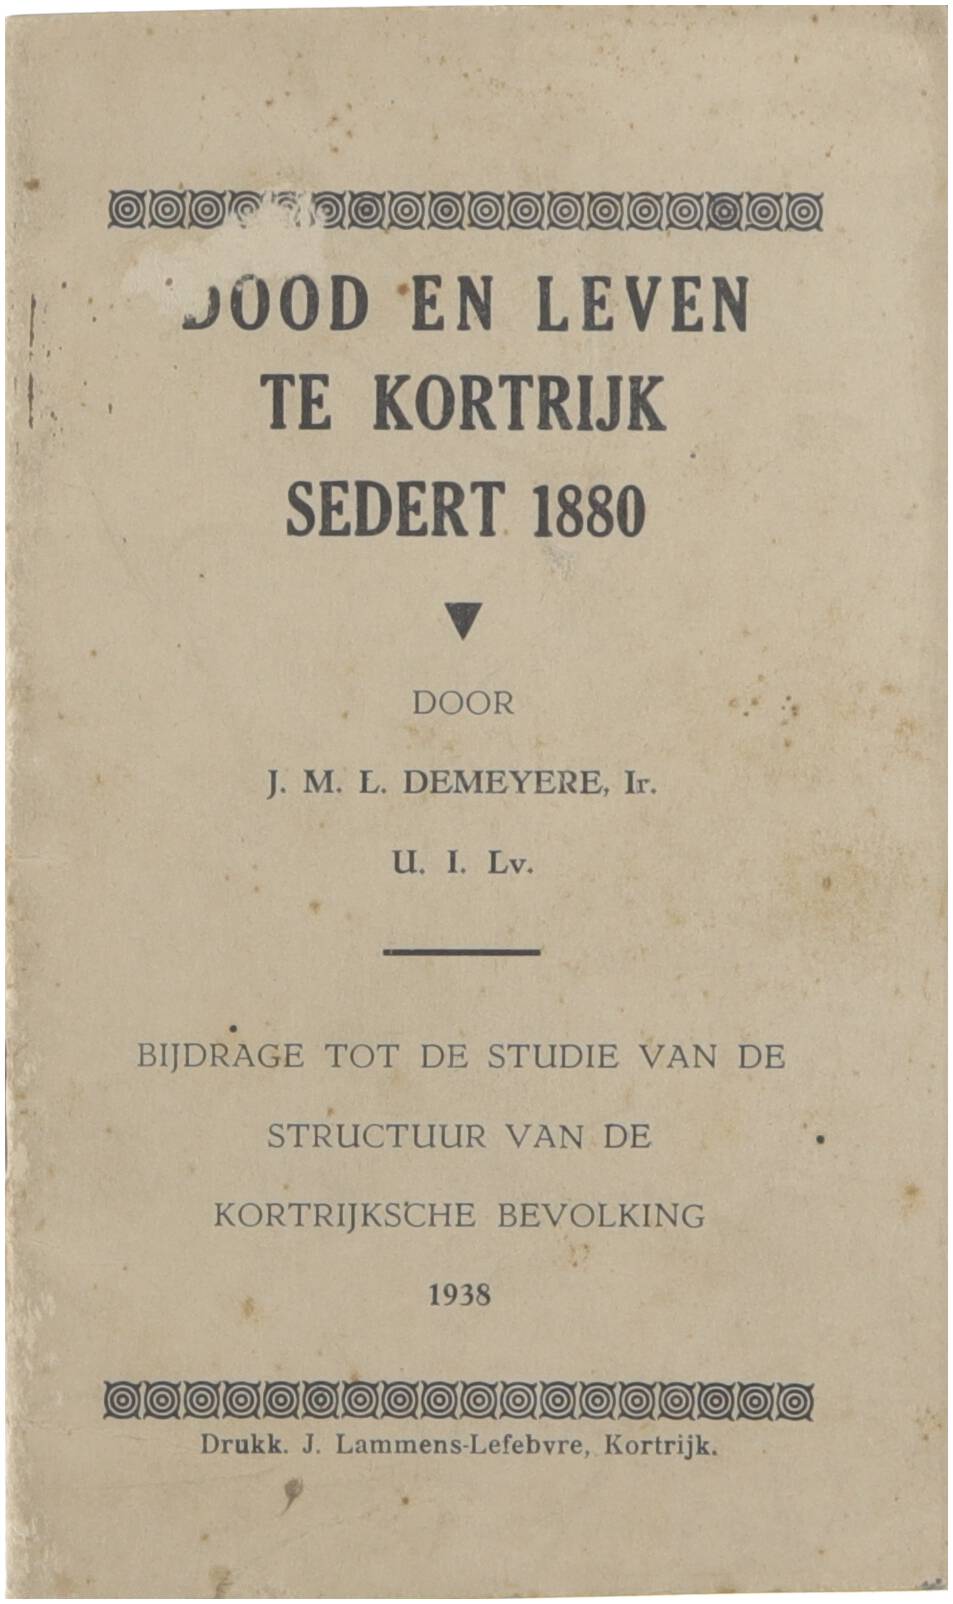 DOOD EN LEVEN
TE KORTRIJK
SEDERT 1880
DOOR
J. M. L. DEMEYERE, Ir.
U. I. Lv.
BIJDRAGE TOT DE STUDIE VAN DE
STRUCTUUR VAN DE
KORTRIJKSCHE BEVOLKING
1938
Drukk. J. Lammens-Lefebvre, Kortrijk.